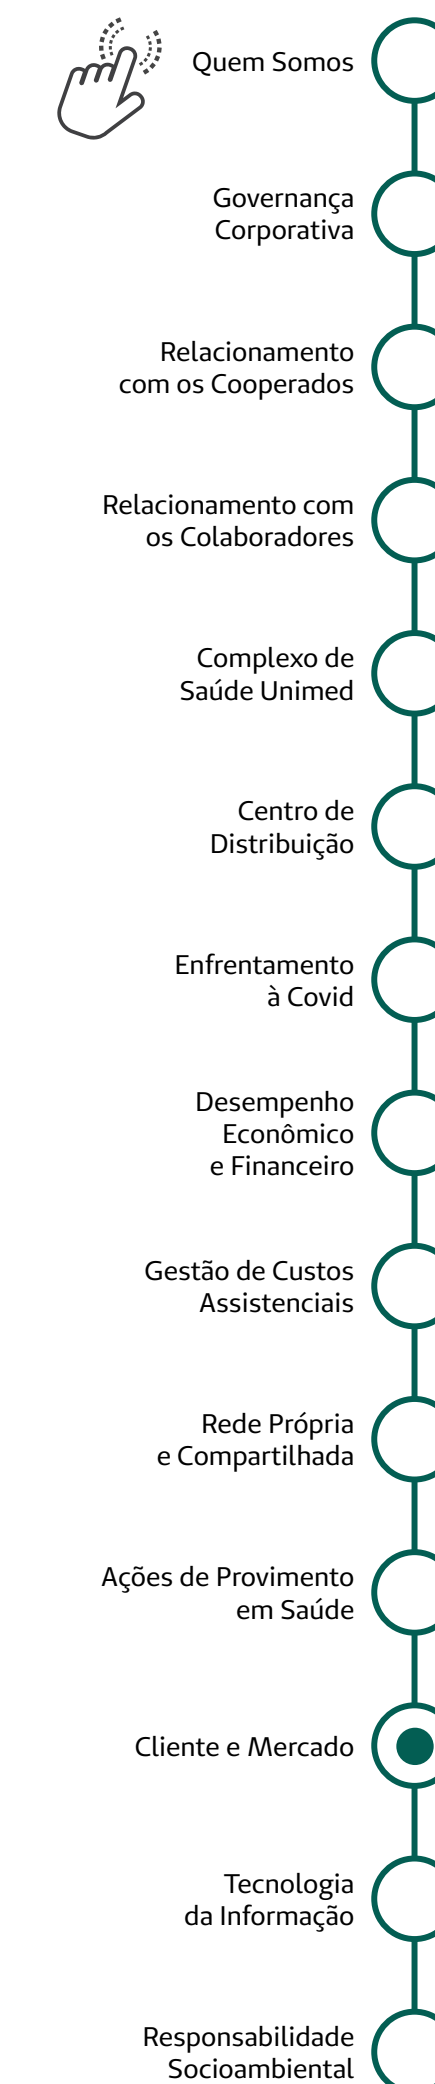 Quem Somos
Governança
Corporativa
Relacionamento
com os Cooperados
Relacionamento com
os Colaboradores
Complexo de
Saúde Unimed
Centro de
Distribuição
Enfrentamento
à Covid
Desempenho
Econômico
e Financeiro
Gestão de Custos
Assistenciais
Rede Própria
e Compartilhada
Ações de Provimento
em Saúde
Cliente e Mercado
Tecnologia
da Informação
Responsabilidade
Socioambiental